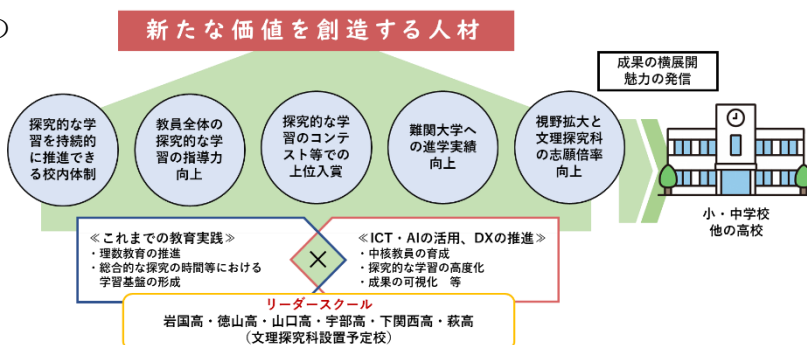 新たな価値を創造する人材
成果の横展開
魅力の発信
探究的な学
習を持続的
に推進でき
る校内体制
教員全体の
探究的な学
習の指導力
向上
探究的な学
習のコンテ
スト等での
上位入賞
難関大学へ
の進学実績
向上
視野拡大と
文理探究科
の志願倍率
向上
小・中学校
他の高校
≪これまでの教育実践≫
・理数教育の推進
・総合的な探究の時間等における
学習基盤の形成
×
≪ICT・AIの活用、DXの推進≫
・中核教員の育成
・探究的な学習の高度化
・成果の可視化 等
リーダースクール
岩国高・徳山高・山口高・宇部高・下関西高・萩高
（文理探究科設置予定校）